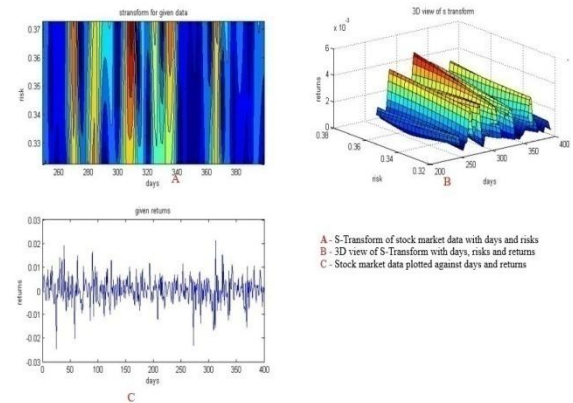 stransform for given data
0.37
0.36
0.35
0.34
0.33
risk
260 280 300 320 340 360 380
days
A
3D view of s transform
x 10
6
4
2
0
returns
0.38
0.36
0.34
0.32
risk
200
250
300
350
400
days
B
given returns
0.03
0.02
0.01
0
-0.01
-0.02
-0.03
returns
0 50 100 150 200 250 300 350 400
days
C
A - S-Transform of stock market data with days and risks
B - 3D view of S-Transform with days, risks and returns
C - Stock market data plotted against days and returns